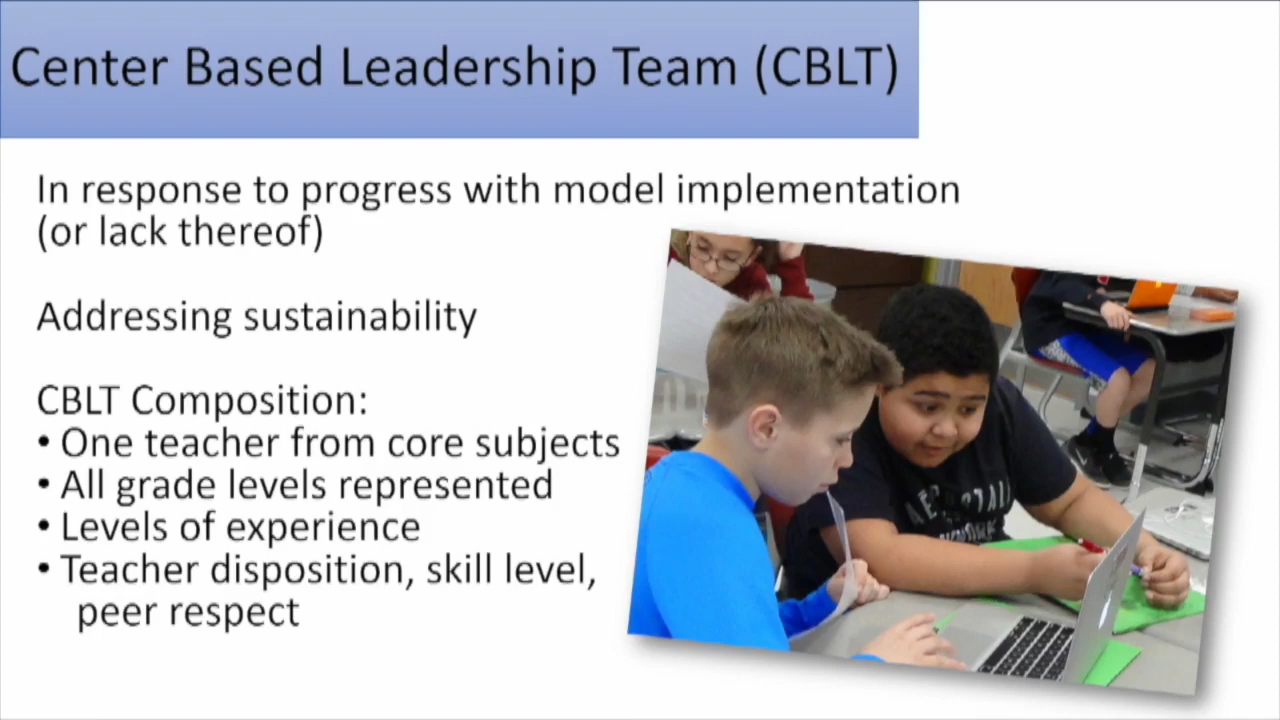 Center Based Leadership Team (CBLT)
In response to progress with model implementation
(or lack thereof)
Addressing sustainability
CBLT Composition:
• One teacher from core subjects
• All grade levels represented
• Levels of experience
• Teacher disposition, skill level,
peer respect